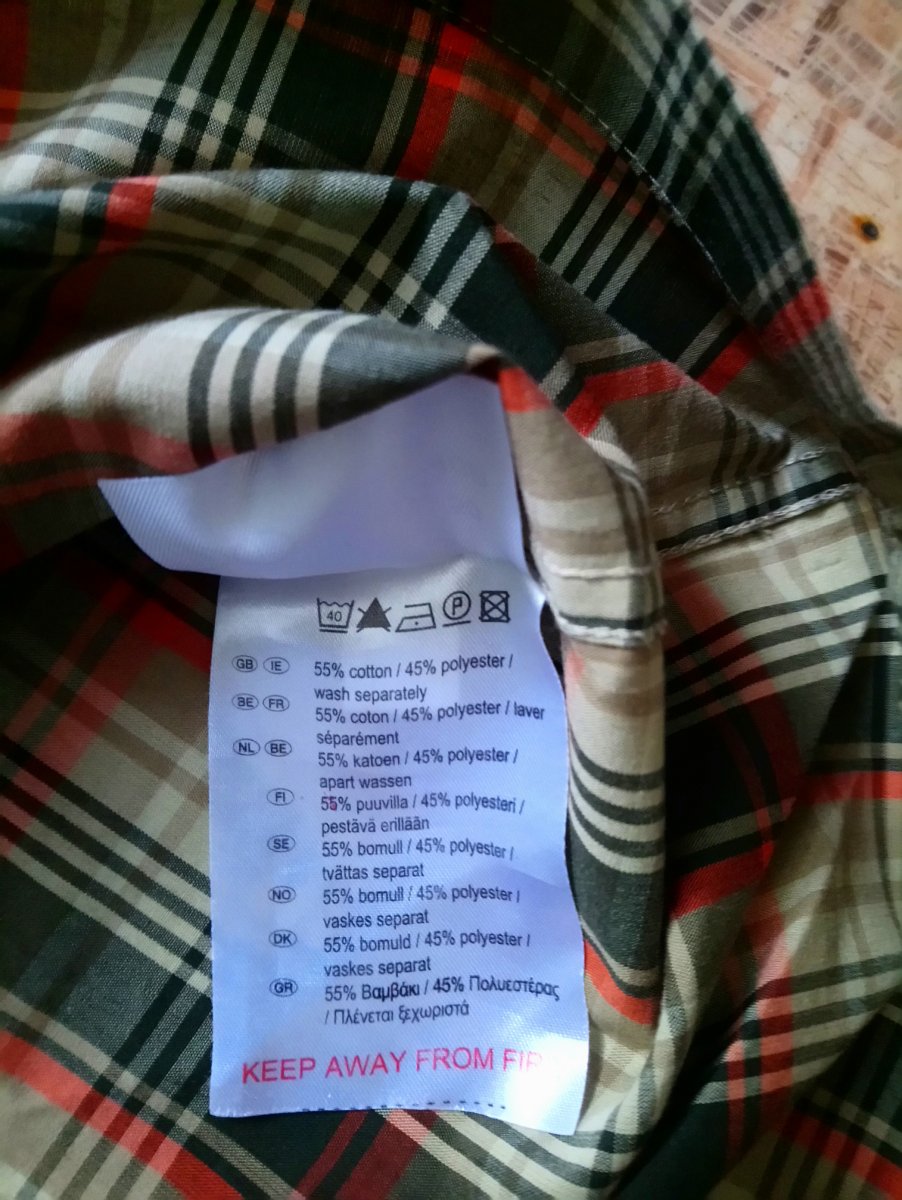 40 P
GB IE 55% cotton / 45% polyester /
wash separately
BE FR 55% coton / 45% polyester / laver
séparément
NL BE 55% katoen / 45% polyester /
apart wassen
FI 55% puuvilla / 45% polyesteri /
pestävä erillään
SE 55% bomull / 45% polyester /
tvättas separat
NO 55% bomull / 45% polyester /
vaskes separat
DK 55% bomuld / 45% polyester /
vaskes separat
GR 55% Βαμβάκι / 45% Πολυεστέρας
/ Πλένεται ξεχωριστά
KEEP AWAY FROM